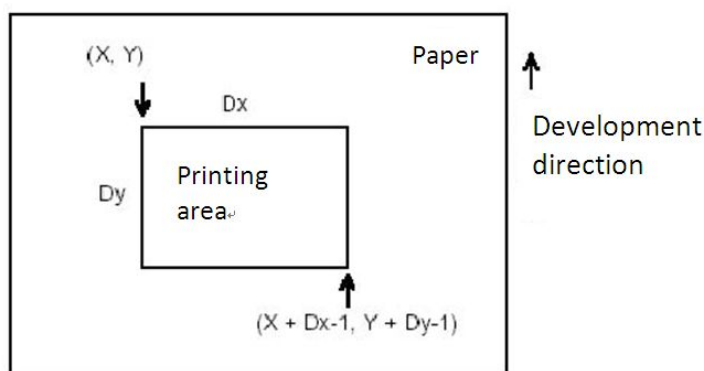 (X, Y)
Paper
Dx
Development
direction
Dy
Printing
area
(X + Dx-1, Y + Dy-1)